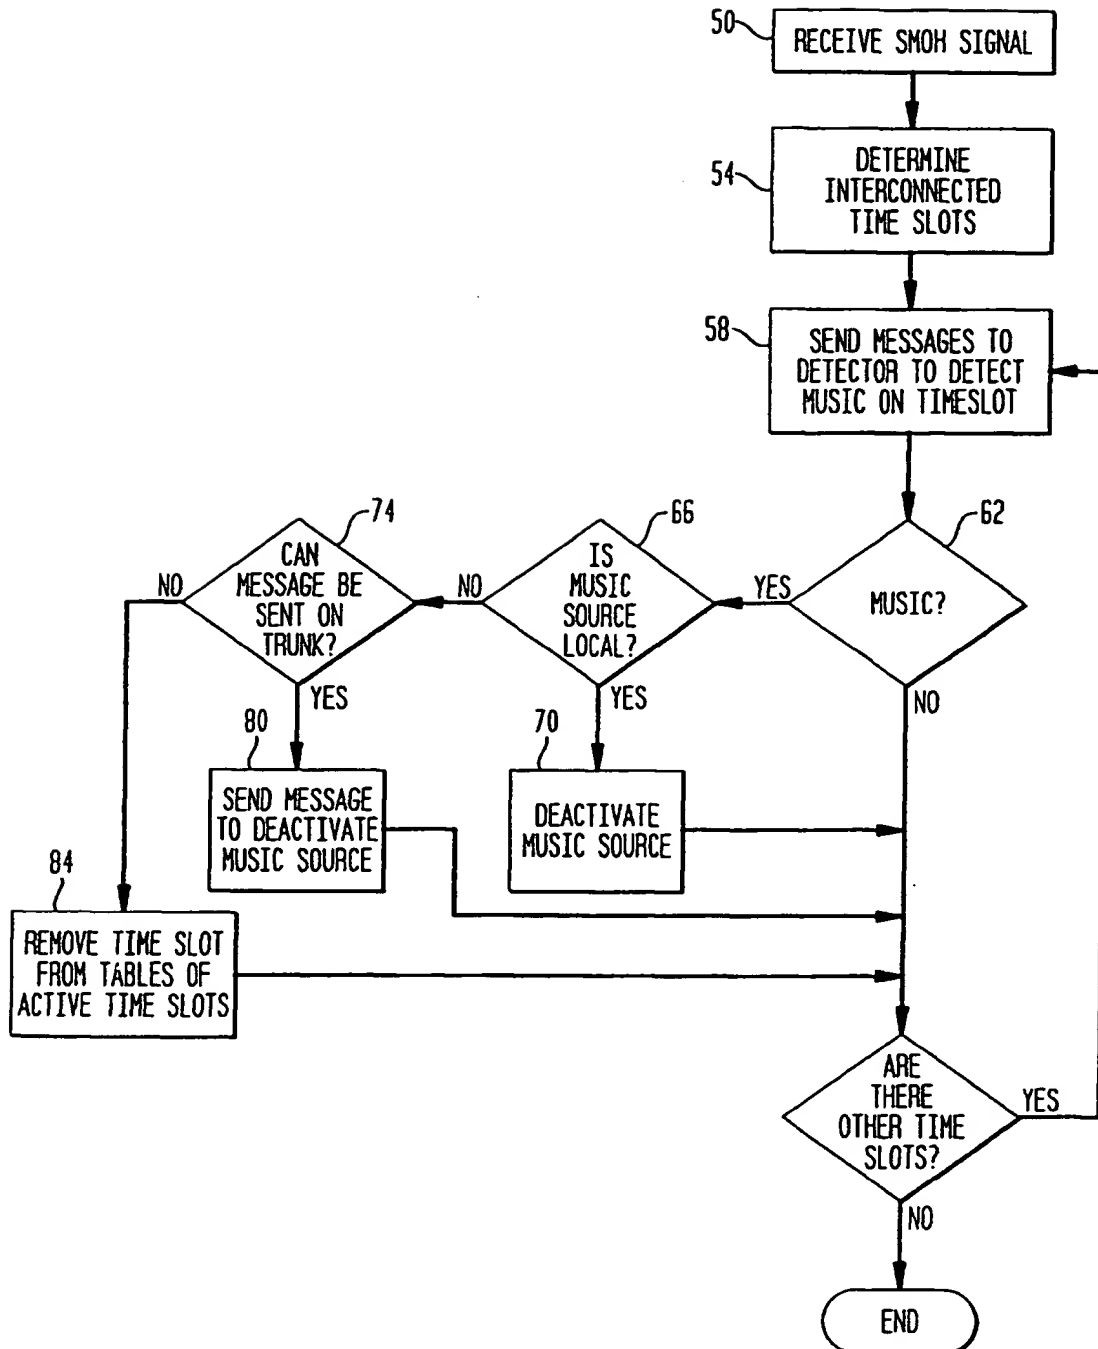 50
RECEIVE SMOH SIGNAL
54
DETERMINE
INTERCONNECTED
TIME SLOTS
58
SEND MESSAGES TO
DETECTOR TO DETECT
MUSIC ON TIMESLOT
74
CAN
MESSAGE BE
SENT ON
TRUNK?
NO
YES
66
IS
MUSIC
SOURCE
LOCAL?
NO
YES
62
MUSIC?
YES
NO
80
SEND MESSAGE
TO DEACTIVATE
MUSIC SOURCE
70
DEACTIVATE
MUSIC SOURCE
84
REMOVE TIME SLOT
FROM TABLES OF
ACTIVE TIME SLOTS
ARE
THERE
OTHER TIME
SLOTS?
YES
NO
END